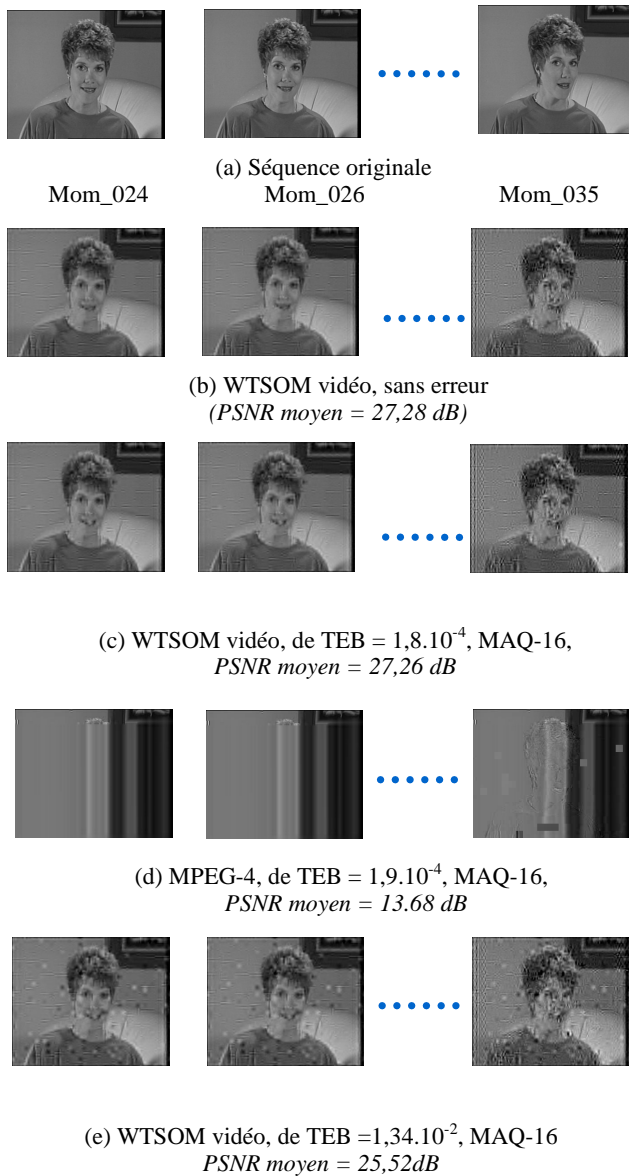 (a) Séquence originale
Mom_024 Mom_026 Mom_035
(b) WTSOM vidéo, sans erreur
(PSNR moyen = 27,28 dB)
(c) WTSOM vidéo, de TEB = 1,8.10⁻⁴, MAQ-16,
PSNR moyen = 27,26 dB
(d) MPEG-4, de TEB = 1,9.10⁻⁴, MAQ-16,
PSNR moyen = 13.68 dB
(e) WTSOM vidéo, de TEB =1,34.10⁻², MAQ-16
PSNR moyen = 25,52dB